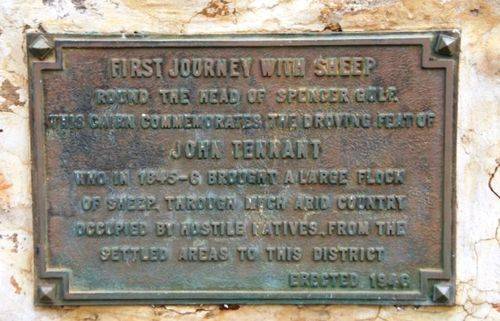 FIRST JOURNEY WITH SHEEP
ROUND THE HEAD OF SPENCER GULF.
THIS CAIRN COMMEMORATES THE DROVING FEAT OF
JOHN TENNANT
WHO IN 1845-6 BROUGHT A LARGE FLOCK
OF SHEEP, THROUGH MUCH ARID COUNTRY
OCCUPIED BY HOSTILE NATIVES, FROM THE
SETTLED AREAS TO THIS DISTRICT
ERECTED